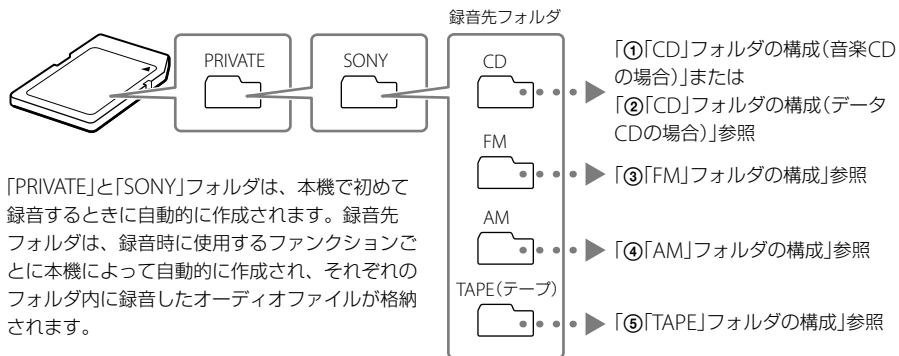 録音先フォルダ
PRIVATE
SONY
CD
「①「CD」フォルダの構成(音楽CD
の場合)」または
「②「CD」フォルダの構成(データ
CDの場合)」参照
FM
「③「FM」フォルダの構成」参照
AM
「④「AM」フォルダの構成」参照
TAPE(テープ)
「⑤「TAPE」フォルダの構成」参照
「PRIVATE」と「SONY」フォルダは、本機で初めて
録音するときに自動的に作成されます。録音先
フォルダは、録音時に使用するファンクションご
とに本機によって自動的に作成され、それぞれの
フォルダ内に録音したオーディオファイルが格納
されます。